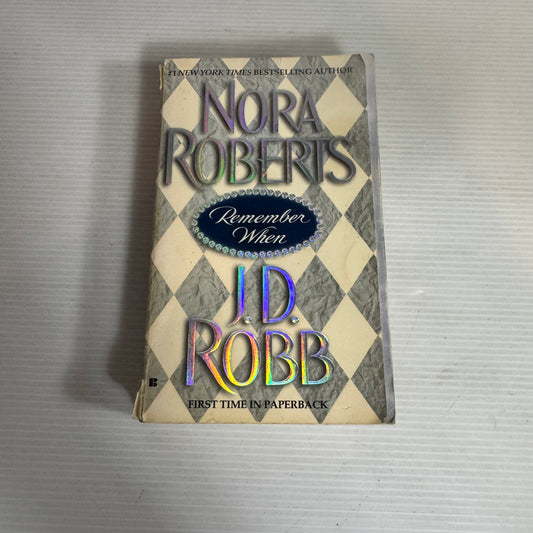 #1 NEW YORK TIMES BESTSELLING AUTHOR
NORA
ROBERTS
Remember
When
J.D.
ROBB
B
FIRST TIME IN PAPERBACK